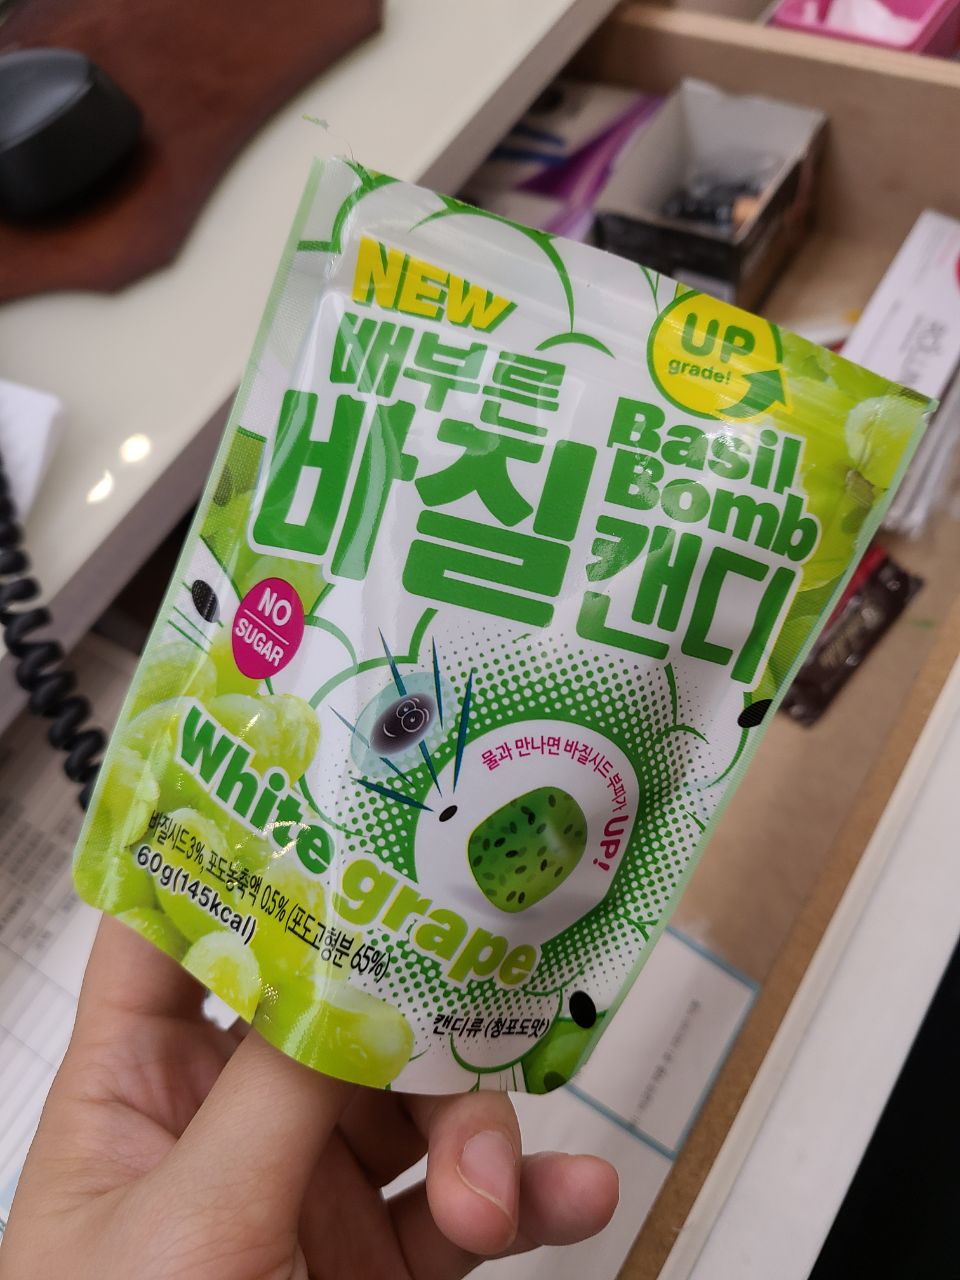 NEW
배부른
바질
캔디
Basil
Bomb
UP
grade!
NO
SUGAR
물과 만나면 바질시드 부피가 UP!
White
grape
바질시드 3%, 포도농축액 0.5% (포도고형분 65%)
60g(145kcal)
캔디류 (청포도맛)